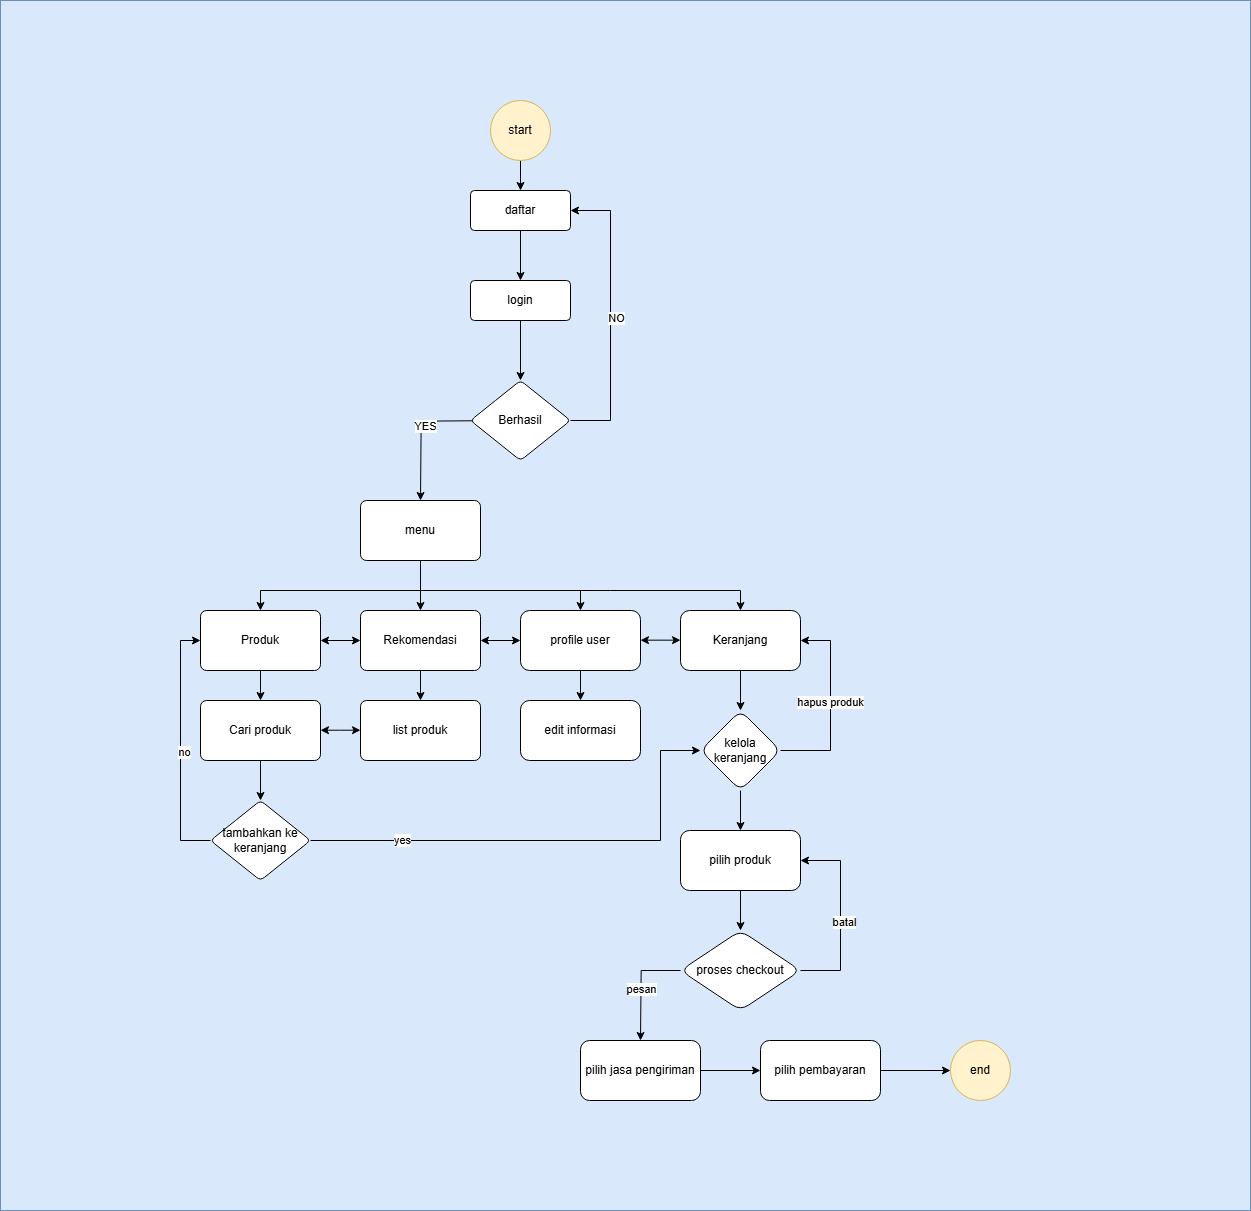 start
daftar
login
NO
Berhasil
YES
menu
Produk
Rekomendasi
profile user
Keranjang
hapus produk
Cari produk
list produk
edit informasi
kelola
keranjang
no
tambahkan ke
keranjang
yes
pilih produk
batal
proses checkout
pesan
pilih jasa pengiriman
pilih pembayaran
end